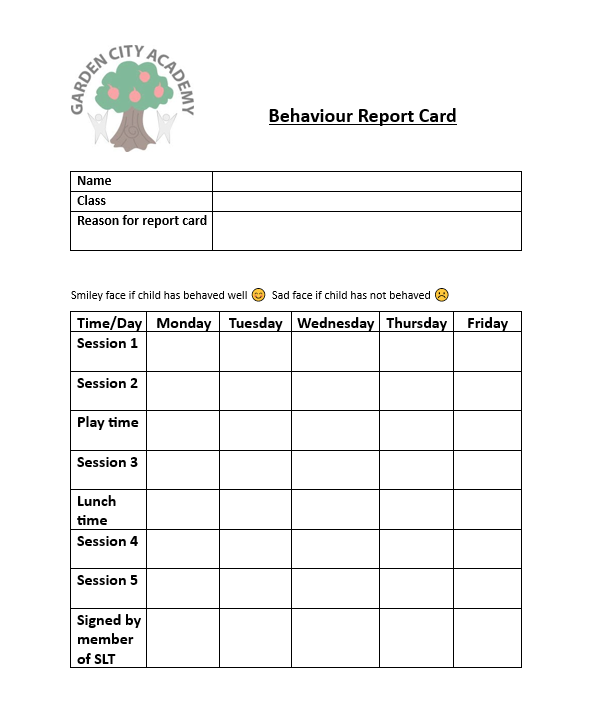 GARDEN CITY ACADEMY
Behaviour Report Card
Name
Class
Reason for report card
Smiley face if child has behaved well 😊 Sad face if child has not behaved ☹
Time/Day Monday Tuesday Wednesday Thursday Friday
Session 1
Session 2
Play time
Session 3
Lunch
time
Session 4
Session 5
Signed by
member
of SLT